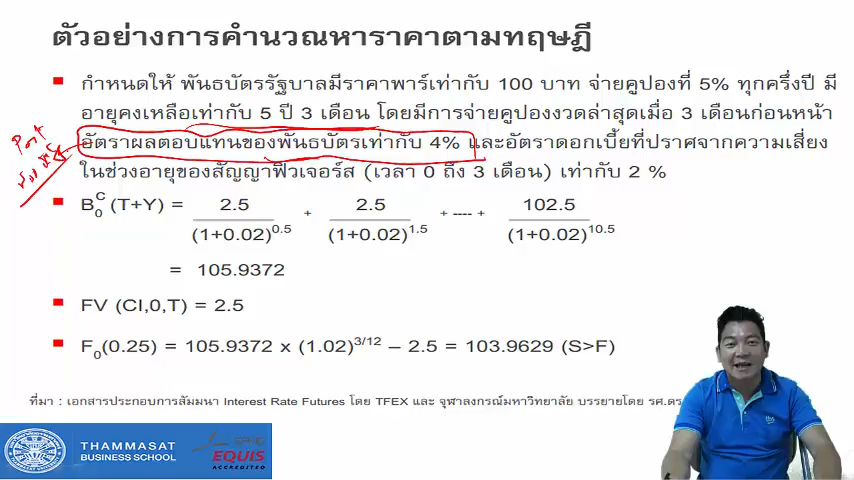 ตัวอย่างการคำนวณหาราคาตามทฤษฎี
กำหนดให้ พันธบัตรรัฐบาลมีราคาพาร์เท่ากับ 100 บาท จ่ายคูปองที่ 5% ทุกครึ่งปี มี
อายุคงเหลือเท่ากับ 5 ปี 3 เดือน โดยมีการจ่ายคูปองงวดล่าสุดเมื่อ 3 เดือนก่อนหน้า
อัตราผลตอบแทนของพันธบัตรเท่ากับ 4% และอัตราดอกเบี้ยที่ปราศจากความเสี่ยง
ในช่วงอายุของสัญญาฟิวเจอร์ส (เวลา 0 ถึง 3 เดือน) เท่ากับ 2 %
B₀ᶜ (T+Y) = 2.5/(1+0.02)^0.5 + 2.5/(1+0.02)^1.5 + ---- + 102.5/(1+0.02)^10.5
= 105.9372
FV (CI,0,T) = 2.5
F₀(0.25) = 105.9372 x (1.02)^3/12 – 2.5 = 103.9629 (S>F)
ที่มา : เอกสารประกอบการสัมมนา Interest Rate Futures โดย TFEX และ จุฬาลงกรณ์มหาวิทยาลัย บรรยายโดย รศ.ดร
THAMMASAT
BUSINESS SCHOOL
EQUIS
ACCREDITED